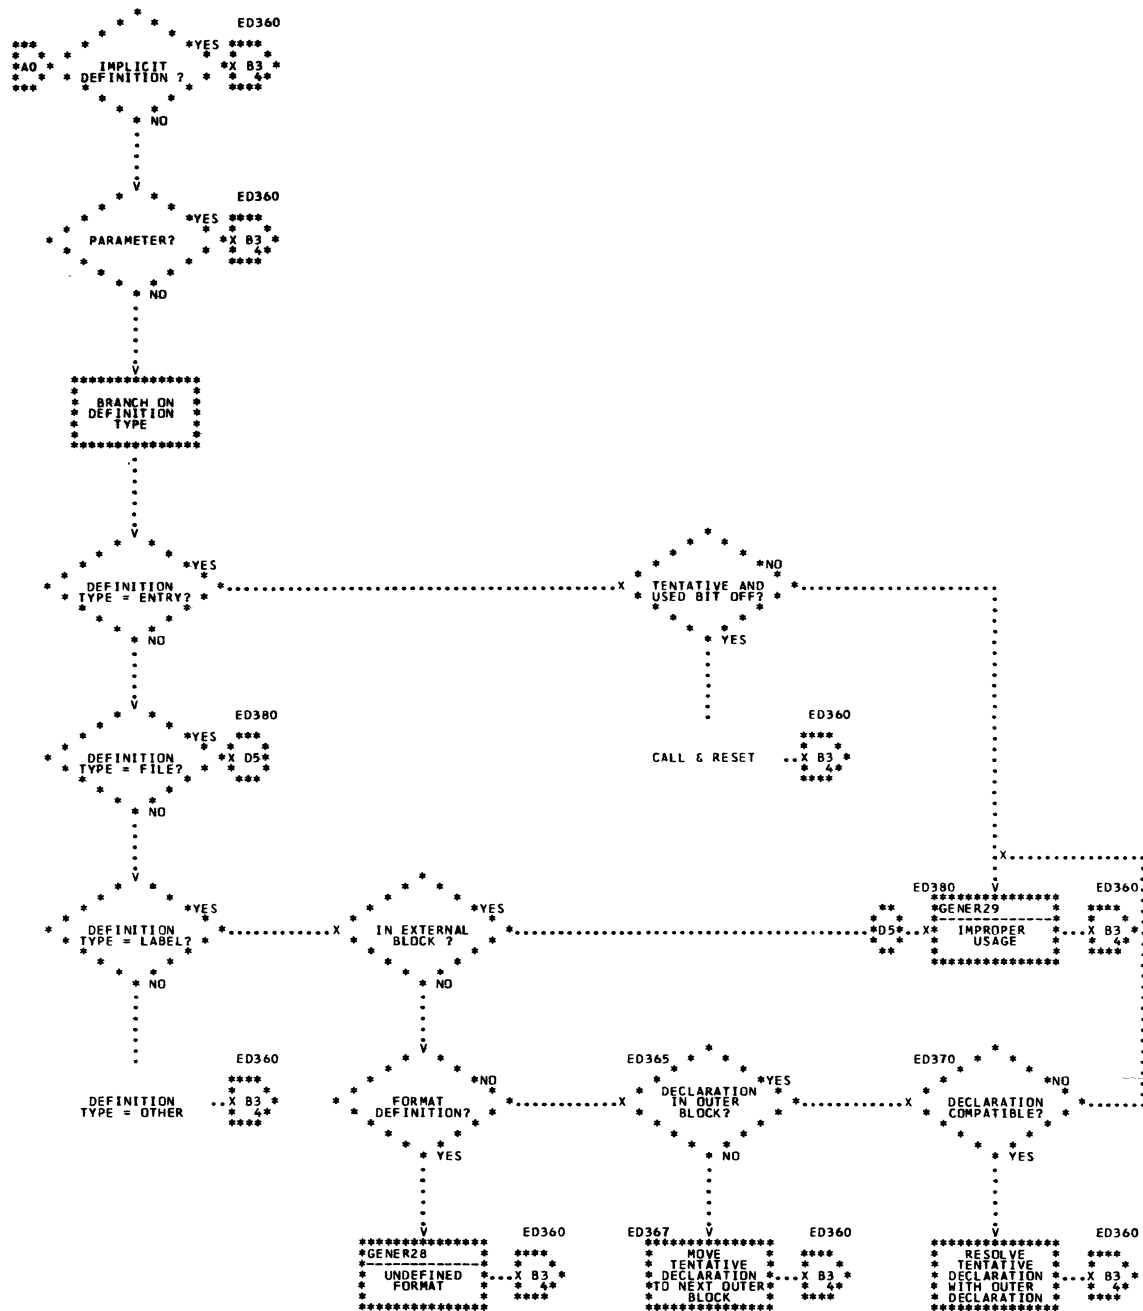 ED360
YES
A0
IMPLICIT
DEFINITION ?
X B3
4
NO
V
ED360
YES
PARAMETER?
X B3
4
NO
V
BRANCH ON
DEFINITION
TYPE
V
YES
DEFINITION
TYPE = ENTRY?
X
NO
TENTATIVE AND
USED BIT OFF?
NO
YES
V
ED380
YES
DEFINITION
TYPE = FILE?
X D5
NO
ED360
CALL & RESET
X B3
4
V
X
YES
DEFINITION
TYPE = LABEL?
X
NO
YES
IN EXTERNAL
BLOCK ?
NO
D5
X
V
ED380
GENER29
IMPROPER
USAGE
ED360
X B3
4
ED360
DEFINITION
TYPE = OTHER
X B3
4
V
NO
FORMAT
DEFINITION?
X
YES
ED365
YES
DECLARATION
IN OUTER
BLOCK?
X
NO
ED370
NO
DECLARATION
COMPATIBLE?
YES
V
ED360
GENER28
UNDEFINED
FORMAT
X B3
4
ED367
V
ED360
MOVE
TENTATIVE
DECLARATION
TO NEXT OUTER
BLOCK
X B3
4
V
ED360
RESOLVE
TENTATIVE
DECLARATION
WITH OUTER
DECLARATION
X B3
4